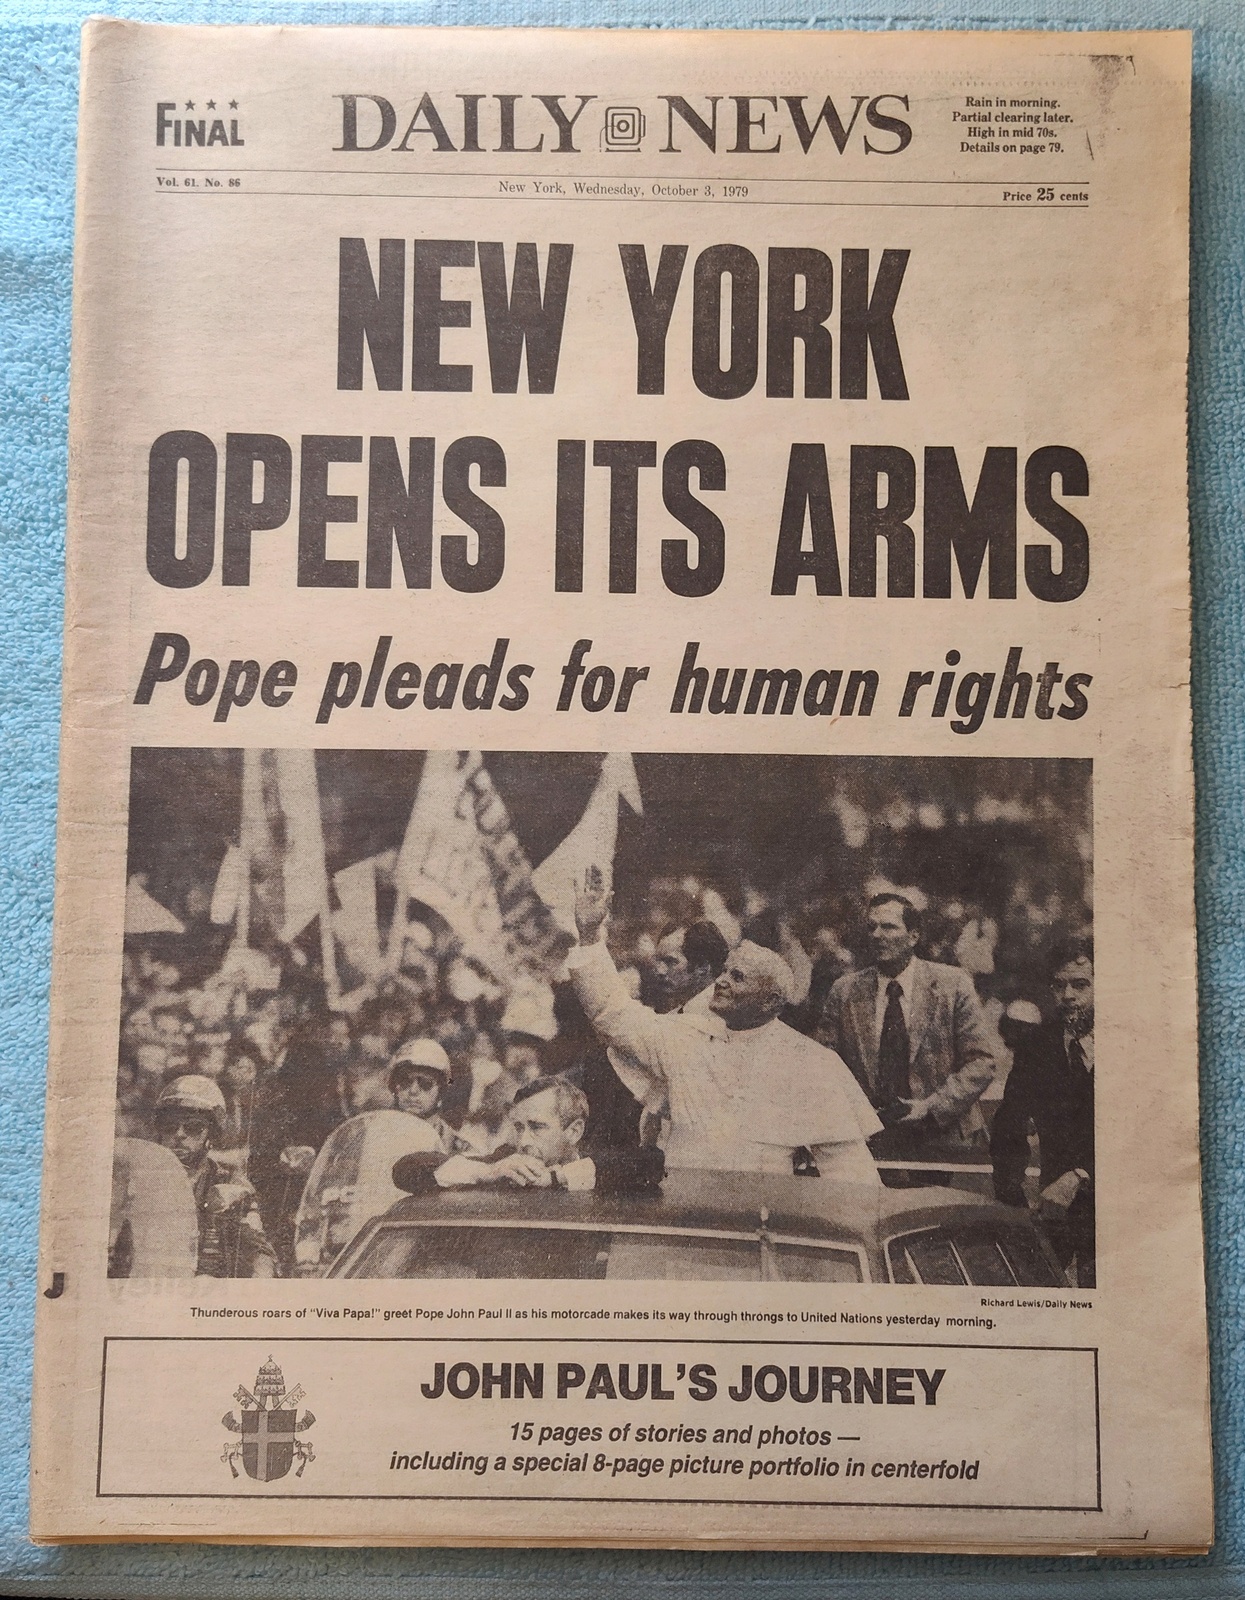 ★ ★ ★
FINAL
DAILY NEWS
Rain in morning.
Partial clearing later.
High in mid 70s.
Details on page 79.
Vol. 61. No. 86
New York, Wednesday, October 3, 1979
Price 25 cents
NEW YORK
OPENS ITS ARMS
Pope pleads for human rights
Richard Lewis/Daily News
Thunderous roars of "Viva Papa!" greet Pope John Paul II as his motorcade makes its way through throngs to United Nations yesterday morning.
J
JOHN PAUL'S JOURNEY
15 pages of stories and photos —
including a special 8-page picture portfolio in centerfold